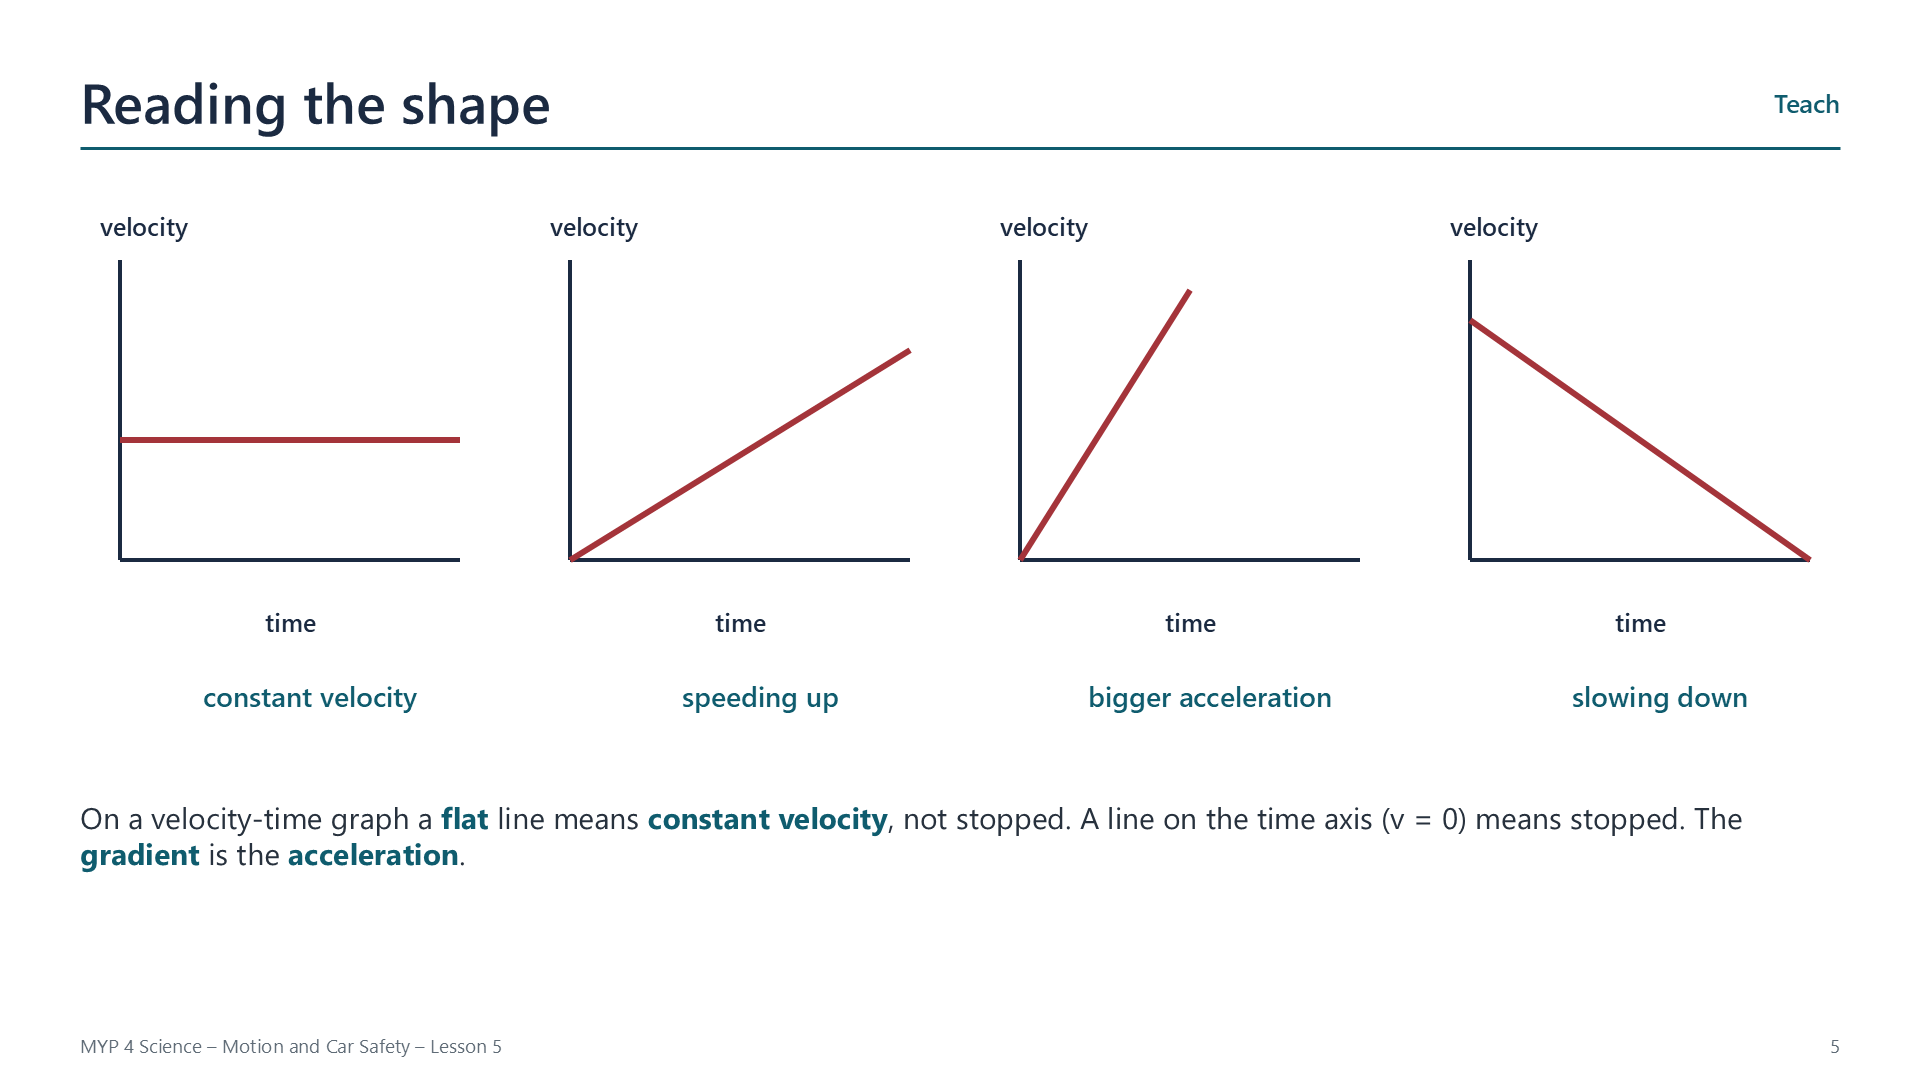 Reading the shape
Teach
velocity
velocity
velocity
velocity
time
time
time
time
constant velocity
speeding up
bigger acceleration
slowing down
On a velocity-time graph a flat line means constant velocity, not stopped. A line on the time axis (v = 0) means stopped. The
gradient is the acceleration.
MYP 4 Science – Motion and Car Safety – Lesson 5
5